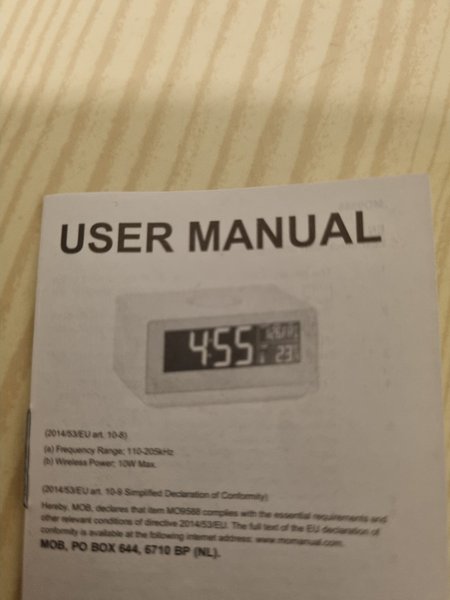 USER MANUAL
4:55
23
(2014/53/EU art. 10-8)
(a) Frequency Range: 110-205kHz
(b) Wireless Power: 10W Max.
(2014/53/EU art. 10-9 Simplified Declaration of Conformity)
Hereby, MOB, declares that item MO9588 complies with the essential requirements and
other relevant conditions of directive 2014/53/EU. The full text of the EU declaration of
conformity is available at the following internet address: www.momanual.com.
MOB, PO BOX 644, 6710 BP (NL).